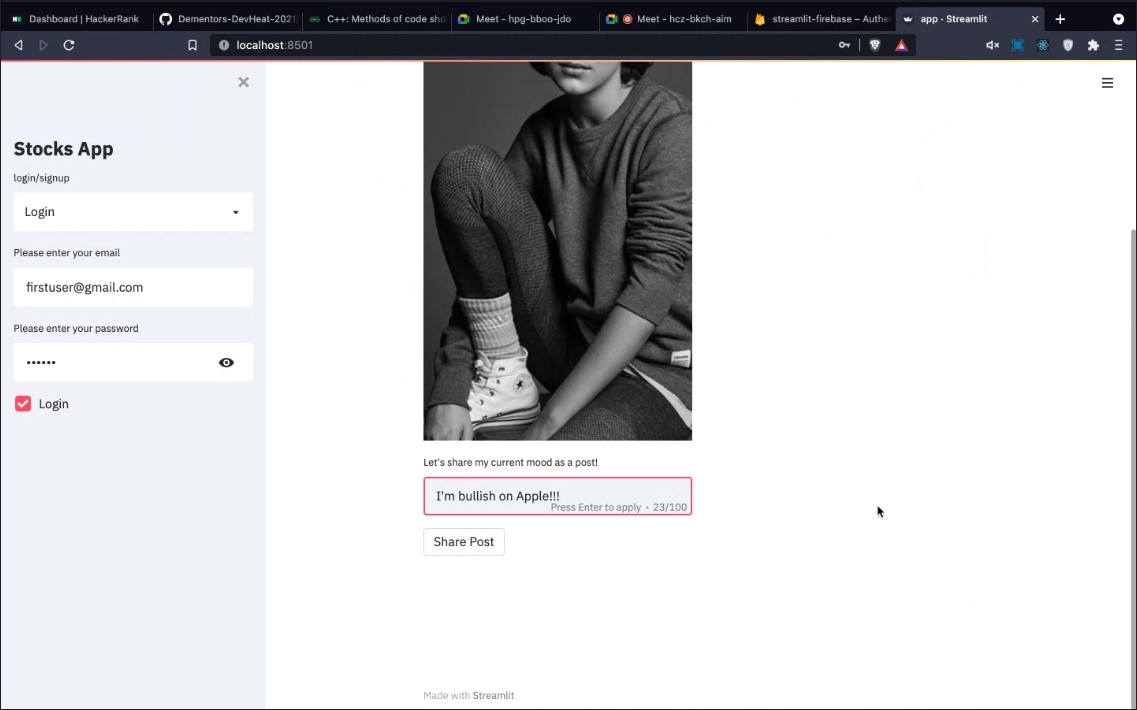 Dashboard | HackerRank
Dementors-DevHeat-2021/
C++: Methods of code sho
Meet - hpg-bboo-jdo
Meet - hcz-bkch-aim
streamlit-firebase – Authe
app · Streamlit
localhost:8501
Stocks App
login/signup
Login
Please enter your email
firstuser@gmail.com
Please enter your password
••••••
Login
Let's share my current mood as a post!
I'm bullish on Apple!!!
Press Enter to apply • 23/100
Share Post
Made with Streamlit